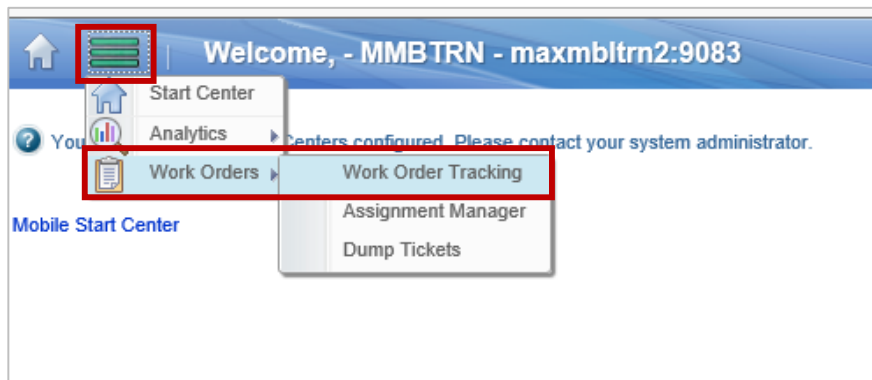 Welcome, - MMBTRN - maxmbltrn2:9083
Start Center
You Centers configured. Please contact your system administrator.
Analytics
Work Orders
Work Order Tracking
Assignment Manager
Dump Tickets
Mobile Start Center